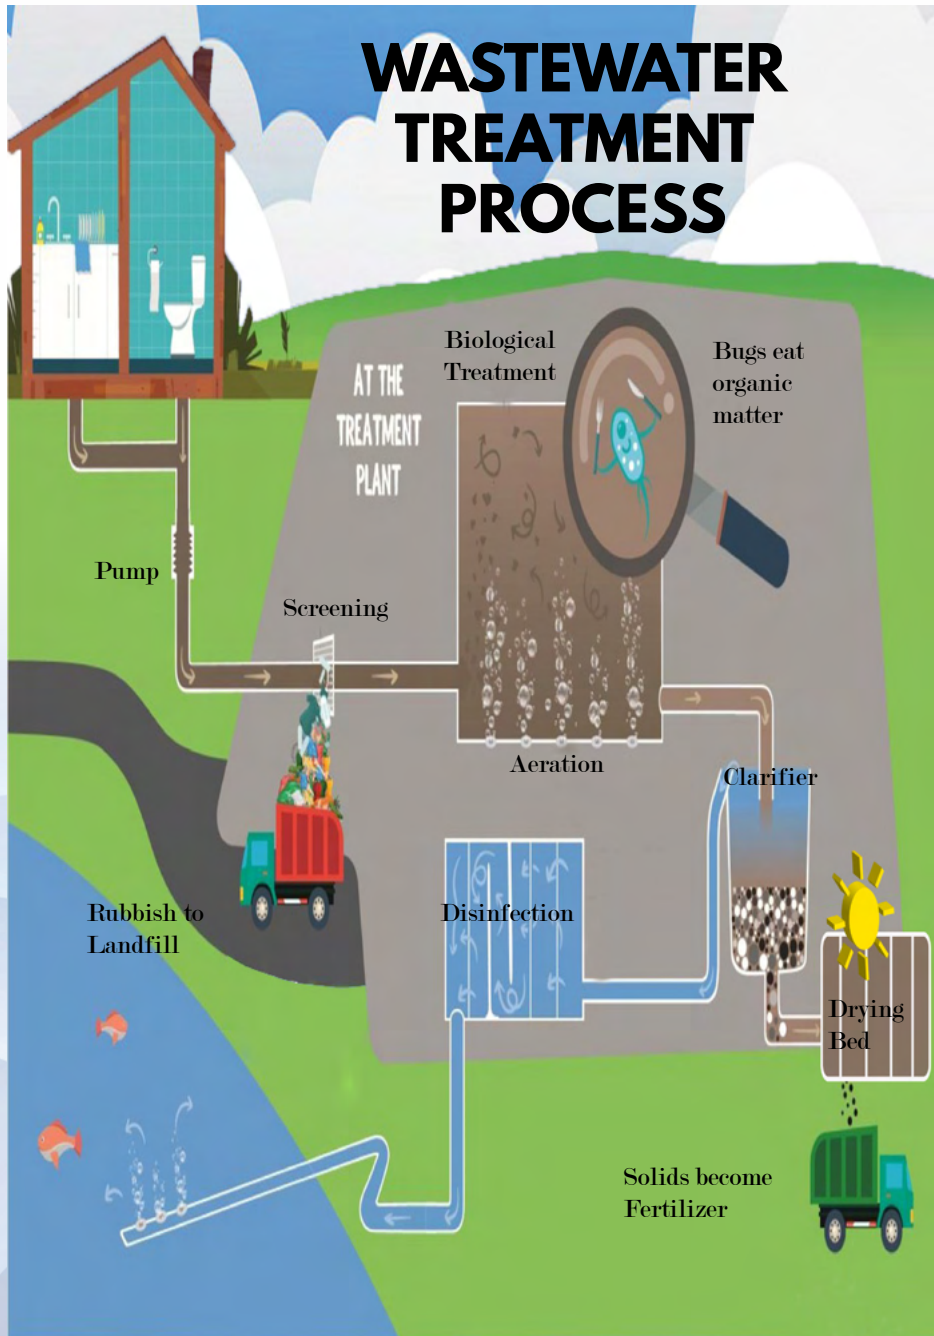 WASTEWATER
TREATMENT
PROCESS
Biological
Treatment
Bugs eat
organic
matter
AT THE
TREATMENT
PLANT
Pump
Screening
Aeration
Clarifier
Rubbish to
Landfill
Disinfection
Drying
Bed
Solids become
Fertilizer